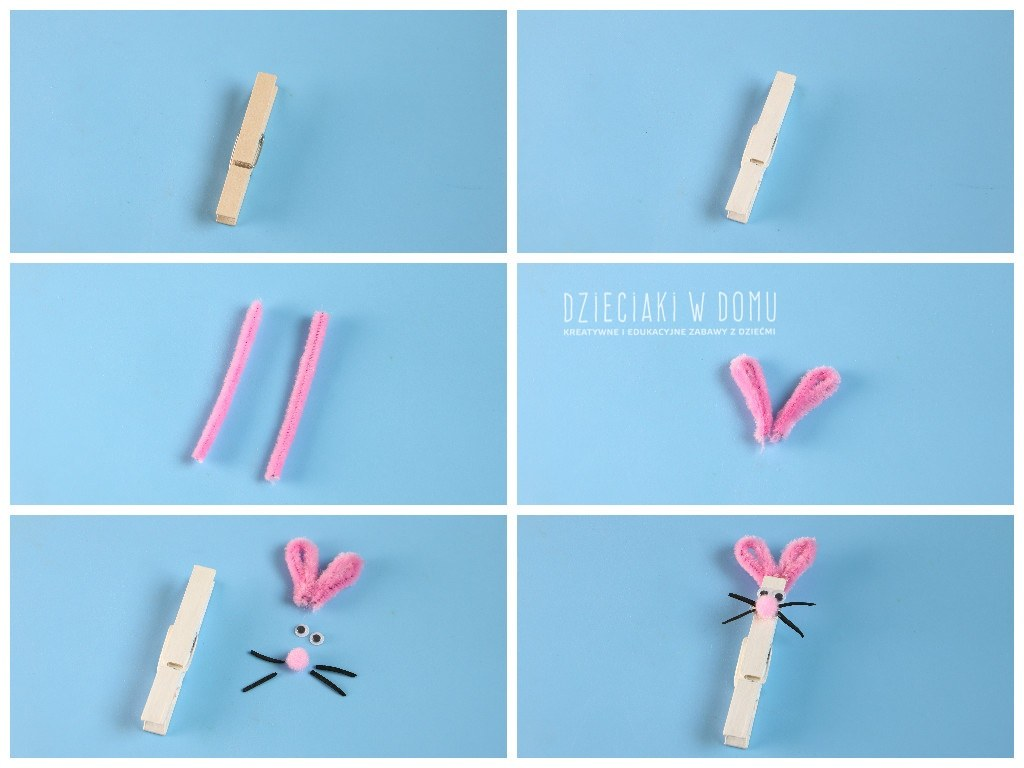 DZIECIAKI W DOMU
KREATYWNE I EDUKACYJNE ZABAWY Z DZIEĆMI